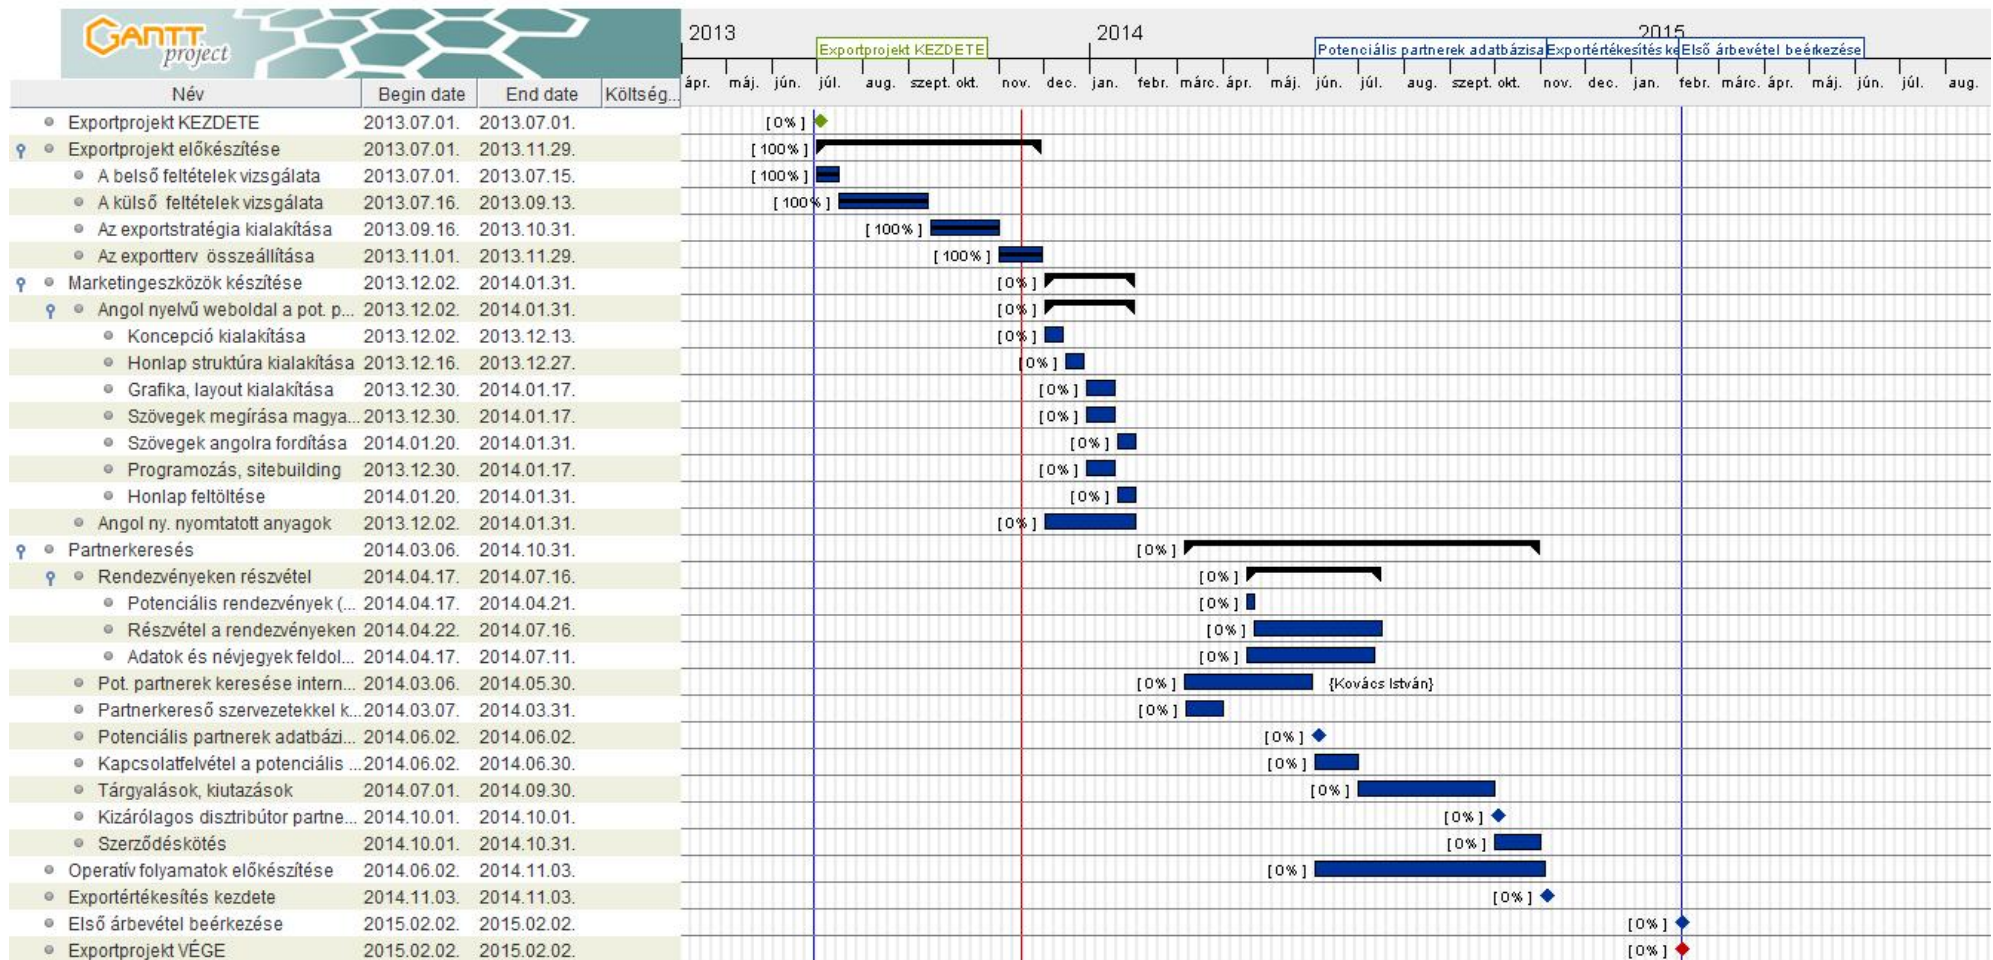 GANTT
project
2013
2014
2015
Exportprojekt KEZDETE
Potenciális partnerek adatbázisa
Exportértékesítés ke
Első árbevétel beérkezése
ápr. máj. jún. júl. aug. szept. okt. nov. dec. jan. febr. márc. ápr. máj. jún. júl. aug. szept. okt. nov. dec. jan. febr. márc. ápr. máj. jún. júl. aug.
Név Begin date End date Költség...
Exportprojekt KEZDETE 2013.07.01. 2013.07.01. [0%]
Exportprojekt előkészítése 2013.07.01. 2013.11.29. [100%]
A belső feltételek vizsgálata 2013.07.01. 2013.07.15. [100%]
A külső feltételek vizsgálata 2013.07.16. 2013.09.13. [100%]
Az exportstratégia kialakítása 2013.09.16. 2013.10.31. [100%]
Az exportterv összeállítása 2013.11.01. 2013.11.29. [100%]
Marketingeszközök készítése 2013.12.02. 2014.01.31. [0%]
Angol nyelvű weboldal a pot. p... 2013.12.02. 2014.01.31. [0%]
Koncepció kialakítása 2013.12.02. 2013.12.13. [0%]
Honlap struktúra kialakítása 2013.12.16. 2013.12.27. [0%]
Grafika, layout kialakítása 2013.12.30. 2014.01.17. [0%]
Szövegek megírása magya... 2013.12.30. 2014.01.17. [0%]
Szövegek angolra fordítása 2014.01.20. 2014.01.31. [0%]
Programozás, sitebuilding 2013.12.30. 2014.01.17. [0%]
Honlap feltöltése 2014.01.20. 2014.01.31. [0%]
Angol ny. nyomtatott anyagok 2013.12.02. 2014.01.31. [0%]
Partnerkeresés 2014.03.06. 2014.10.31. [0%]
Rendezvényeken részvétel 2014.04.17. 2014.07.16. [0%]
Potenciális rendezvények (... 2014.04.17. 2014.04.21. [0%]
Részvétel a rendezvényeken 2014.04.22. 2014.07.16. [0%]
Adatok és névjegyek feldol... 2014.04.17. 2014.07.11. [0%]
Pot. partnerek keresése intern... 2014.03.06. 2014.05.30. [0%] {Kovács István}
Partnerkereső szervezetekkel k... 2014.03.07. 2014.03.31. [0%]
Potenciális partnerek adatbázi... 2014.06.02. 2014.06.02. [0%]
Kapcsolatfelvétel a potenciális ... 2014.06.02. 2014.06.30. [0%]
Tárgyalások, kiutazások 2014.07.01. 2014.09.30. [0%]
Kizárólagos disztribútor partne... 2014.10.01. 2014.10.01. [0%]
Szerződéskötés 2014.10.01. 2014.10.31. [0%]
Operatív folyamatok előkészítése 2014.06.02. 2014.11.03. [0%]
Exportértékesítés kezdete 2014.11.03. 2014.11.03. [0%]
Első árbevétel beérkezése 2015.02.02. 2015.02.02. [0%]
Exportprojekt VÉGE 2015.02.02. 2015.02.02. [0%]